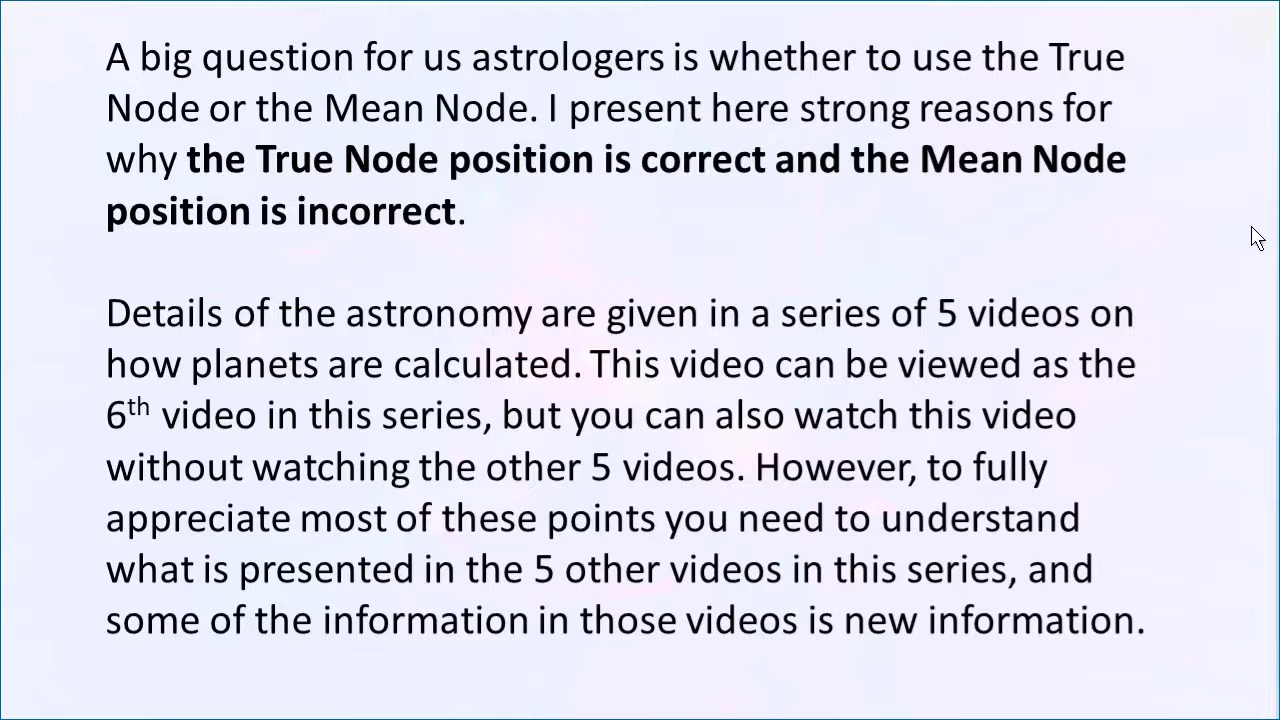 A big question for us astrologers is whether to use the True
Node or the Mean Node. I present here strong reasons for
why the True Node position is correct and the Mean Node
position is incorrect.
Details of the astronomy are given in a series of 5 videos on
how planets are calculated. This video can be viewed as the
6th video in this series, but you can also watch this video
without watching the other 5 videos. However, to fully
appreciate most of these points you need to understand
what is presented in the 5 other videos in this series, and
some of the information in those videos is new information.